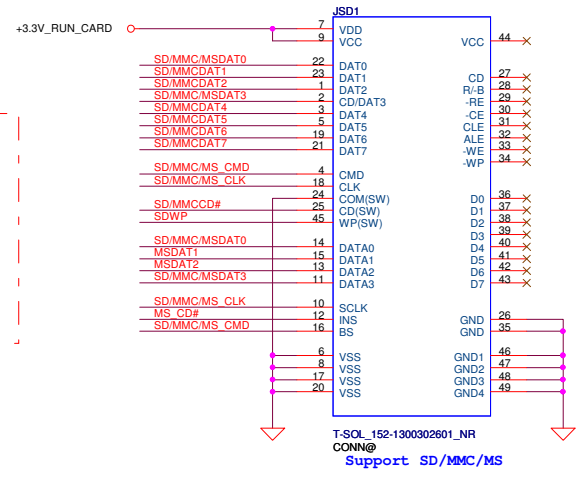 JSD1
+3.3V_RUN_CARD 7 VDD
9 VCC VCC 44
SD/MMC/MSDAT0 22 DAT0
SD/MMCDAT1 23 DAT1 CD 27
SD/MMCDAT2 1 DAT2 R/-B 28
SD/MMC/MSDAT3 2 CD/DAT3 -RE 29
SD/MMCDAT4 3 DAT4 -CE 30
SD/MMCDAT5 5 DAT5 CLE 31
SD/MMCDAT6 19 DAT6 ALE 32
SD/MMCDAT7 21 DAT7 -WE 33
-WP 34
SD/MMC/MS_CMD 4 CMD
SD/MMC/MS_CLK 18 CLK
24 COM(SW) D0 36
SD/MMCCD# 25 CD(SW) D1 37
SDWP 45 WP(SW) D2 38
D3 39
SD/MMC/MSDAT0 14 DATA0 D4 40
MSDAT1 15 DATA1 D5 41
MSDAT2 13 DATA2 D6 42
SD/MMC/MSDAT3 11 DATA3 D7 43
SD/MMC/MS_CLK 10 SCLK
MS_CD# 12 INS GND 26
SD/MMC/MS_CMD 16 BS GND 35
6 VSS GND1 46
8 VSS GND2 47
17 VSS GND3 48
20 VSS GND4 49
T-SOL_152-1300302601_NR
CONN@
Support SD/MMC/MS